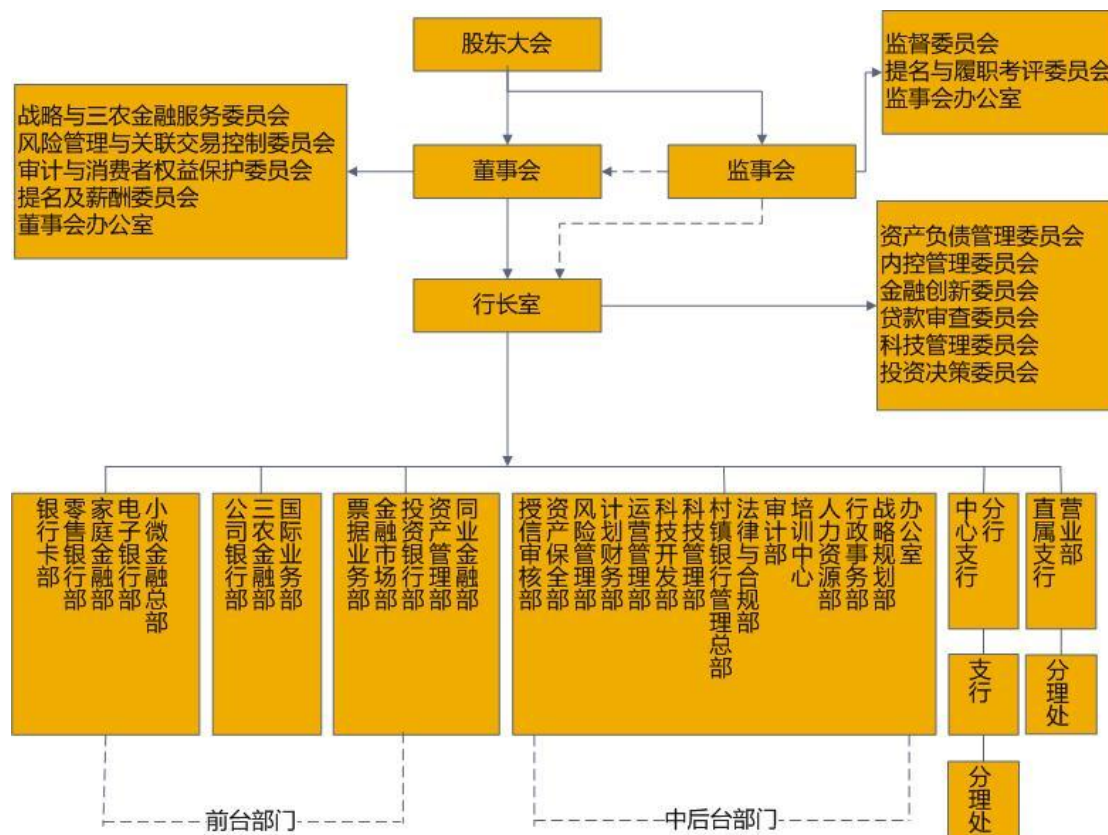 股东大会
监督委员会
提名与履职考评委员会
监事会办公室
战略与三农金融服务委员会
风险管理与关联交易控制委员会
审计与消费者权益保护委员会
提名及薪酬委员会
董事会办公室
董事会
监事会
行长室
资产负债管理委员会
内控管理委员会
金融创新委员会
贷款审查委员会
科技管理委员会
投资决策委员会
小微金融总部
电子银行部
家庭金融部
零售银行部
银行卡部
国际业务部
三农金融部
公司银行部
同业金融部
资产管理部
投资银行部
金融市场部
票据业务部
办公室
战略规划部
行政事务部
人力资源部
培训中心
审计部
法律与合规部
村镇银行管理总部
科技管理部
科技开发部
运营管理部
计划财务部
风险管理部
资产保全部
授信审核部
分行
中心支行
营业部
直属支行
支行
分理处
分理处
前台部门
中后台部门